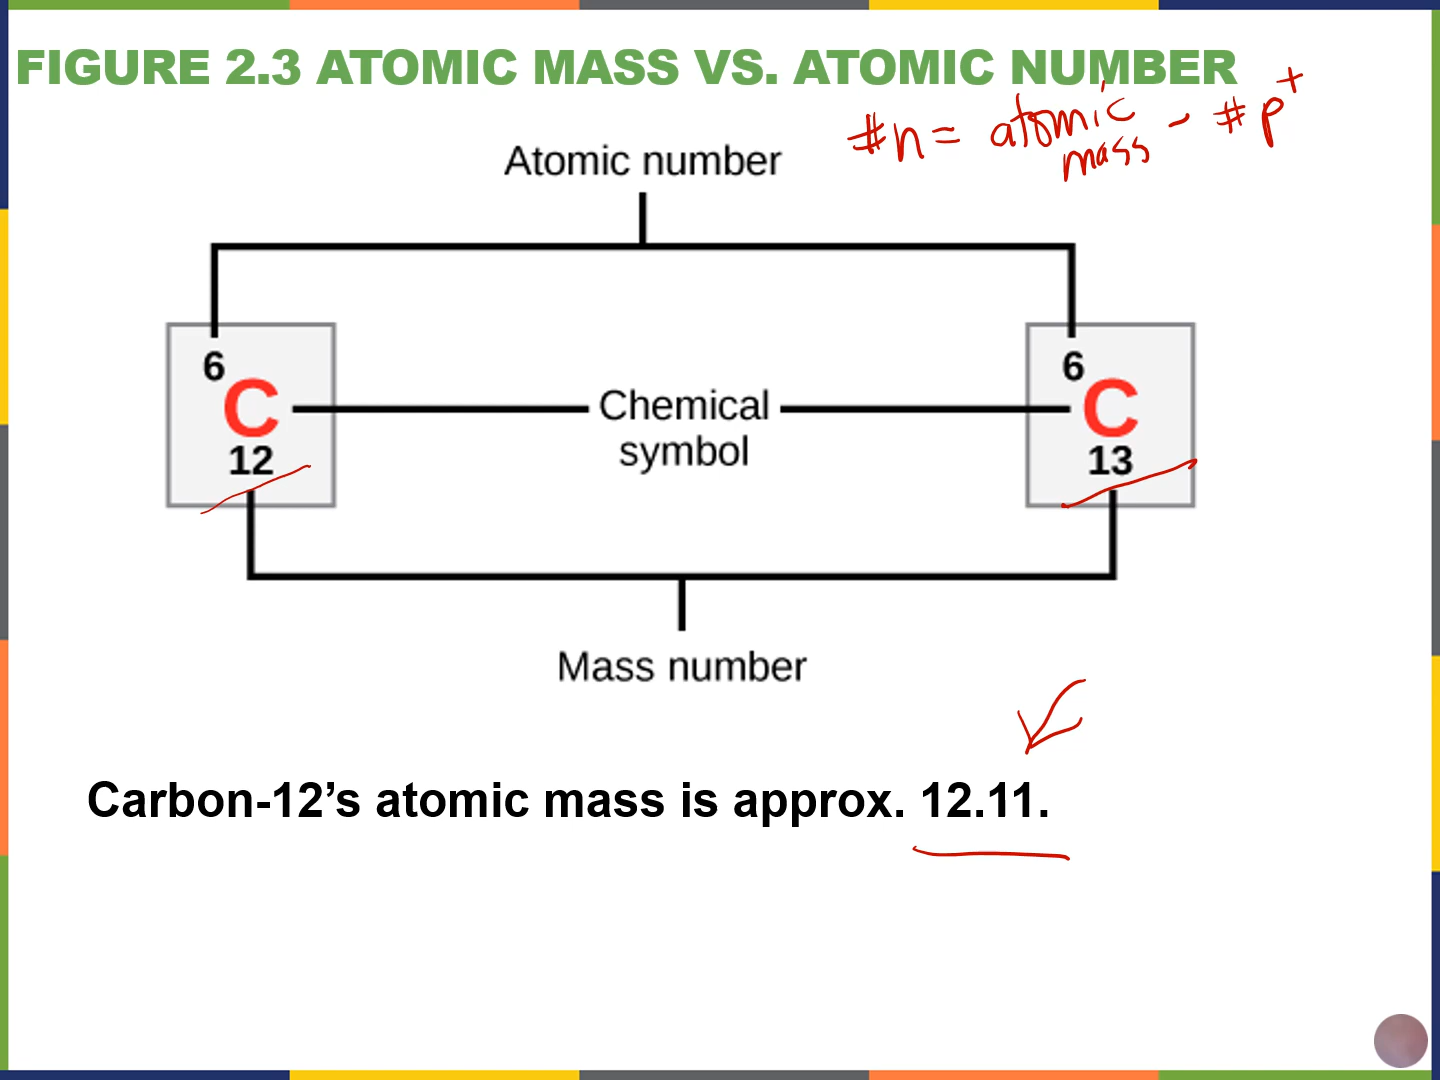 FIGURE 2.3 ATOMIC MASS VS. ATOMIC NUMBER
#n = atomic mass - #p+
Atomic number
6
C
12
Chemical
symbol
6
C
13
Mass number
Carbon-12’s atomic mass is approx. 12.11.